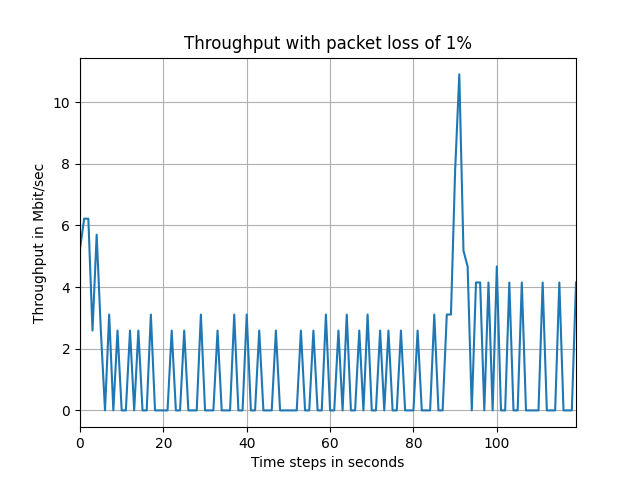 Throughput with packet loss of 1%
Throughput in Mbit/sec
10
8
6
4
2
0
0 20 40 60 80 100
Time steps in seconds